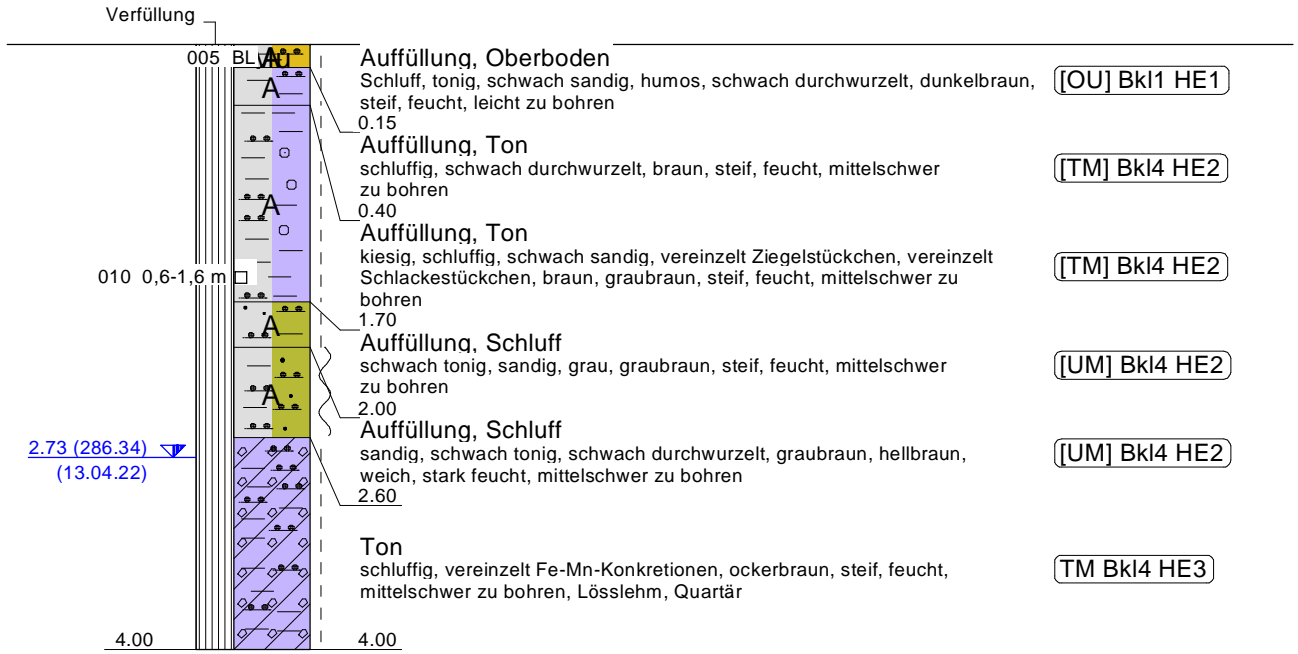 Verfüllung
005 BL
Auffüllung, Oberboden
Schluff, tonig, schwach sandig, humos, schwach durchwurzelt, dunkelbraun,
steif, feucht, leicht zu bohren
[OU] Bkl1 HE1
A
0.15
Auffüllung, Ton
schluffig, schwach durchwurzelt, braun, steif, feucht, mittelschwer
zu bohren
[TM] Bkl4 HE2
0.40
A
Auffüllung, Ton
kiesig, schluffig, schwach sandig, vereinzelt Ziegelstückchen, vereinzelt
Schlackestückchen, braun, graubraun, steif, feucht, mittelschwer zu
bohren
[TM] Bkl4 HE2
010 0,6-1,6 m
1.70
A
Auffüllung, Schluff
schwach tonig, sandig, grau, graubraun, steif, feucht, mittelschwer
zu bohren
[UM] Bkl4 HE2
2.00
A
Auffüllung, Schluff
sandig, schwach tonig, schwach durchwurzelt, graubraun, hellbraun,
weich, stark feucht, mittelschwer zu bohren
[UM] Bkl4 HE2
2.60
2.73 (286.34)
(13.04.22)
Ton
schluffig, vereinzelt Fe-Mn-Konkretionen, ockerbraun, steif, feucht,
mittelschwer zu bohren, Lösslehm, Quartär
TM Bkl4 HE3
4.00
4.00